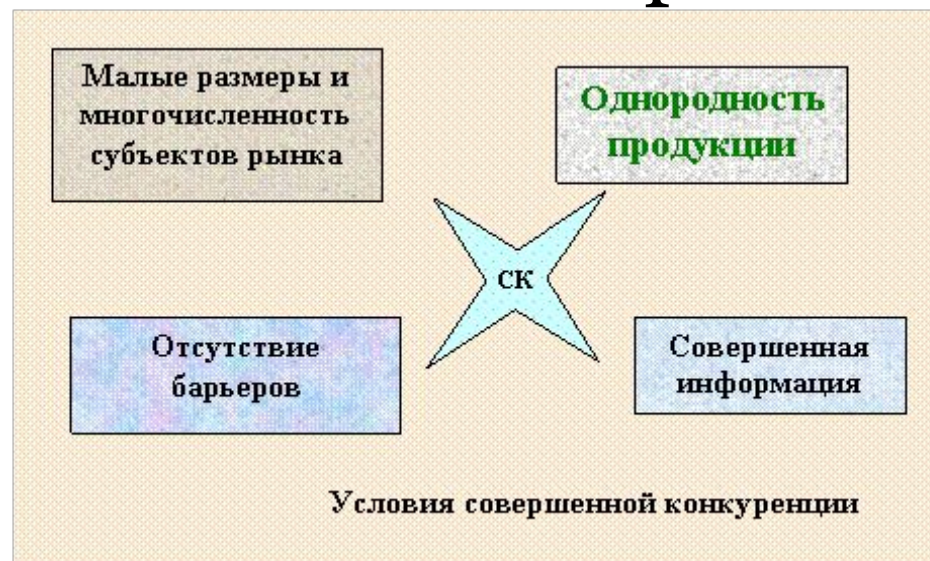 Малые размеры и
многочисленность
субъектов рынка
Однородность
продукции
СК
Отсутствие
барьеров
Совершенная
информация
Условия совершенной конкуренции